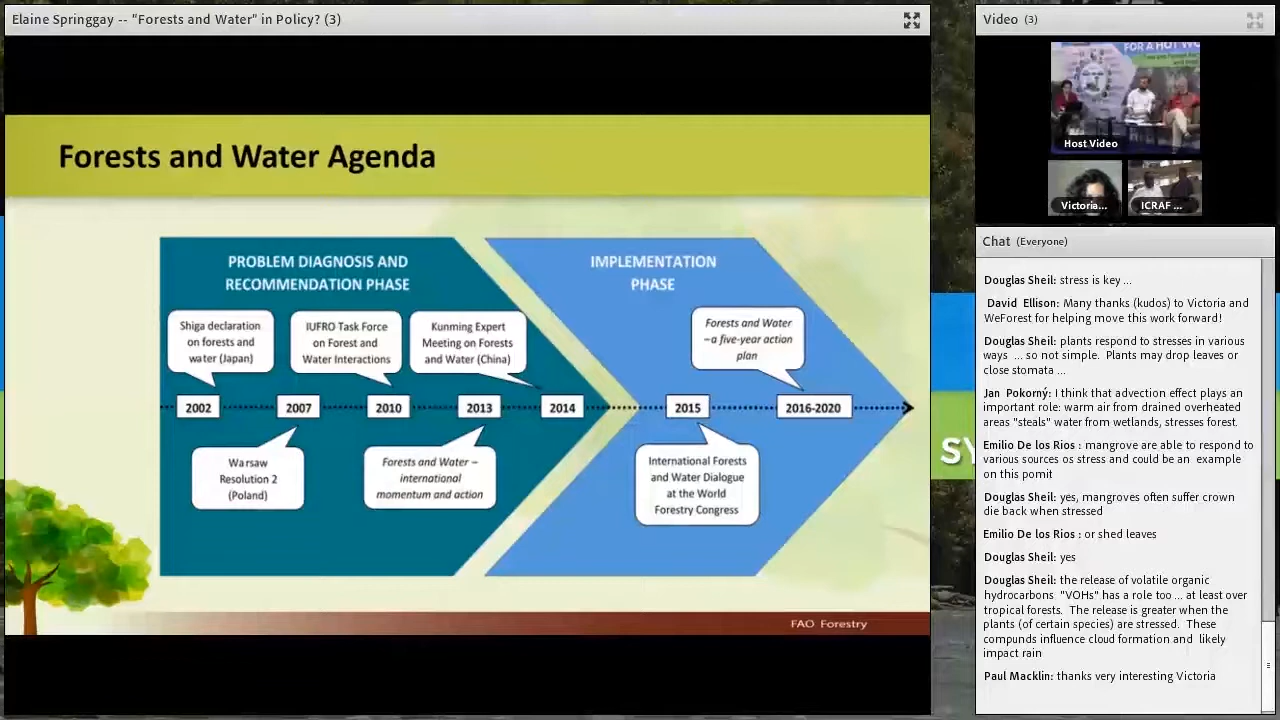 Elaine Springgay -- "Forests and Water" in Policy? (3)
Forests and Water Agenda
PROBLEM DIAGNOSIS AND
RECOMMENDATION PHASE
IMPLEMENTATION
PHASE
Shiga declaration
on forests and
water (Japan)
IUFRO Task Force
on Forest and
Water Interactions
Kunming Expert
Meeting on Forests
and Water (China)
Forests and Water
– a five-year action
plan
2002
2007
2010
2013
2014
2015
2016-2020
Warsaw
Resolution 2
(Poland)
Forests and Water –
international
momentum and action
International Forests
and Water Dialogue
at the World
Forestry Congress
FAO Forestry
SY
Video (3)
FOR A HOT WO
Host Video
Victoria...
ICRAF ...
Chat (Everyone)
Douglas Sheil: stress is key ...
David Ellison: Many thanks (kudos) to Victoria and
WeForest for helping move this work forward!
Douglas Sheil: plants respond to stresses in various
ways ... so not simple. Plants may drop leaves or
close stomata ...
Jan Pokorný: I think that advection effect plays an
important role: warm air from drained overheated
areas "steals" water from wetlands, stresses forest.
Emilio De los Rios : mangrove are able to respond to
various sources os stress and could be an example
on this pomit
Douglas Sheil: yes, mangroves often suffer crown
die back when stressed
Emilio De los Rios : or shed leaves
Douglas Sheil: yes
Douglas Sheil: the release of volatile organic
hydrocarbons "VOHs" has a role too ... at least over
tropical forests. The release is greater when the
plants (of certain species) are stressed. These
compunds influence cloud formation and likely
impact rain
Paul Macklin: thanks very interesting Victoria